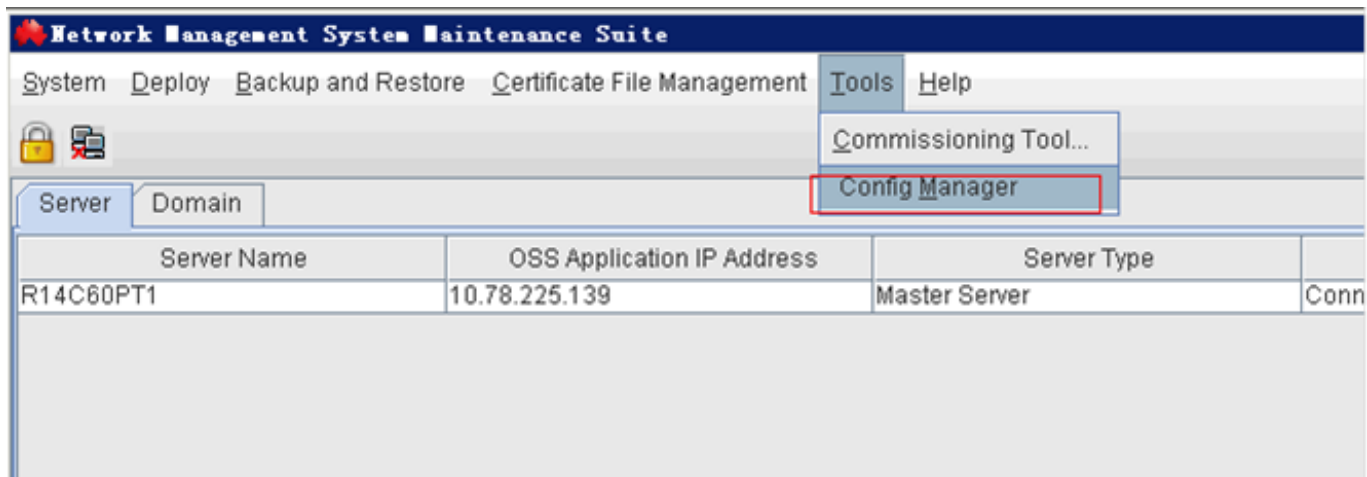 Network Management System Maintenance Suite
System Deploy Backup and Restore Certificate File Management Tools Help
Commissioning Tool...
Config Manager
Server Domain
Server Name OSS Application IP Address Server Type
R14C60PT1 10.78.225.139 Master Server Conn